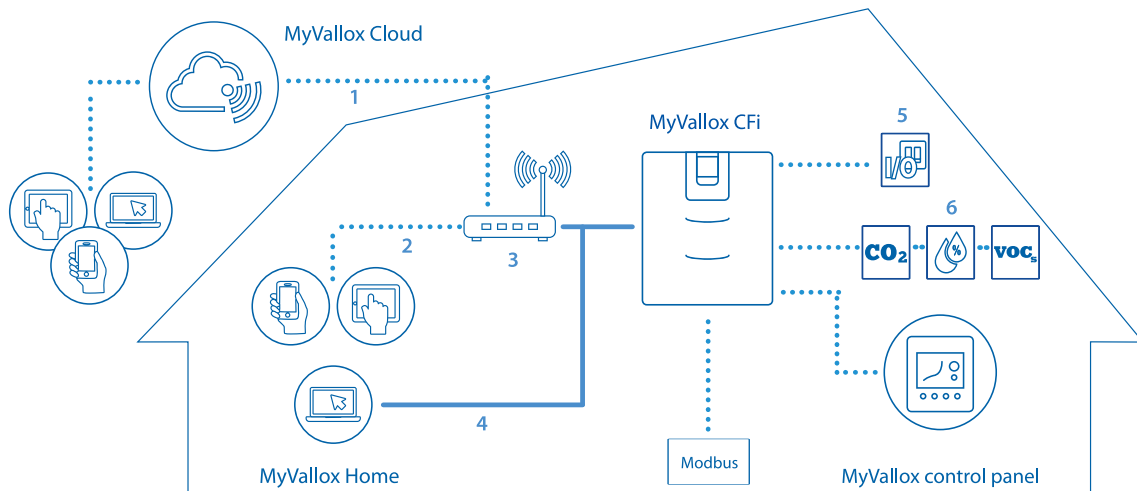 MyVallox Cloud
1
MyVallox CFi
5
I/O
6
CO₂
%
VOCs
2
3
4
MyVallox Home
Modbus
MyVallox control panel